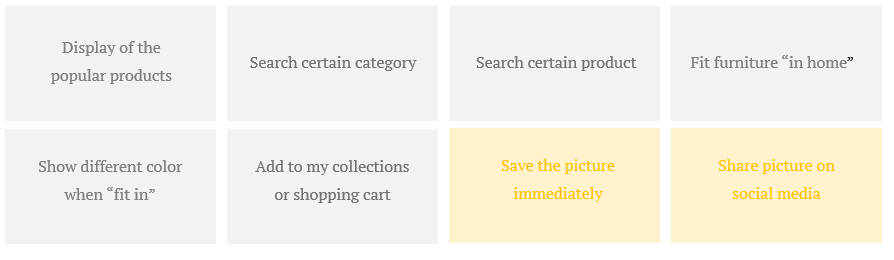 Display of the
popular products
Search certain category
Search certain product
Fit furniture “in home”
Show different color
when “fit in”
Add to my collections
or shopping cart
Save the picture
immediately
Share picture on
social media